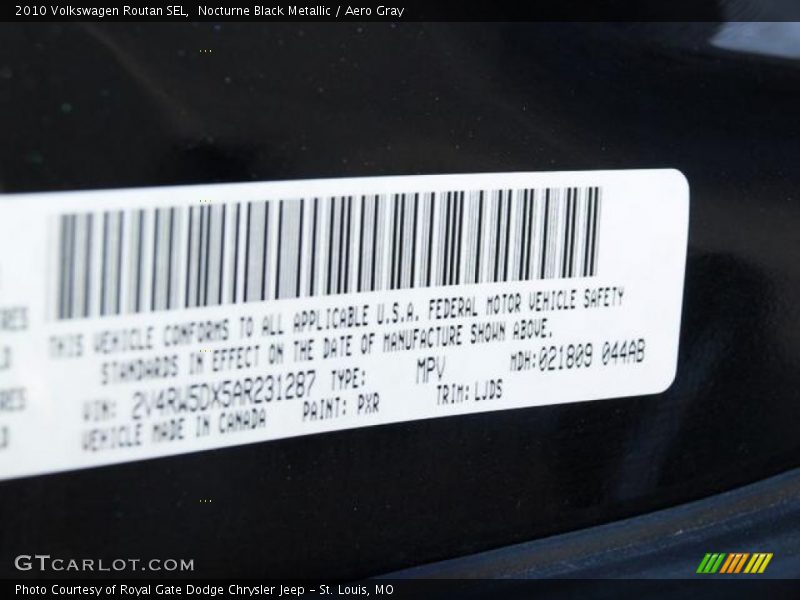 2010 Volkswagen Routan SEL,  Nocturne Black Metallic / Aero Gray
THIS VEHICLE CONFORMS TO ALL APPLICABLE U.S.A. FEDERAL MOTOR VEHICLE SAFETY
STANDARDS IN EFFECT ON THE DATE OF MANUFACTURE SHOWN ABOVE.
VIN: 2V4RW5DX5AR231287 TYPE: MPV MDH:021809 044AB
VEHICLE MADE IN CANADA PAINT: PXR TRIM: LJDS
GTCARLOT.COM
Photo Courtesy of Royal Gate Dodge Chrysler Jeep - St. Louis, MO